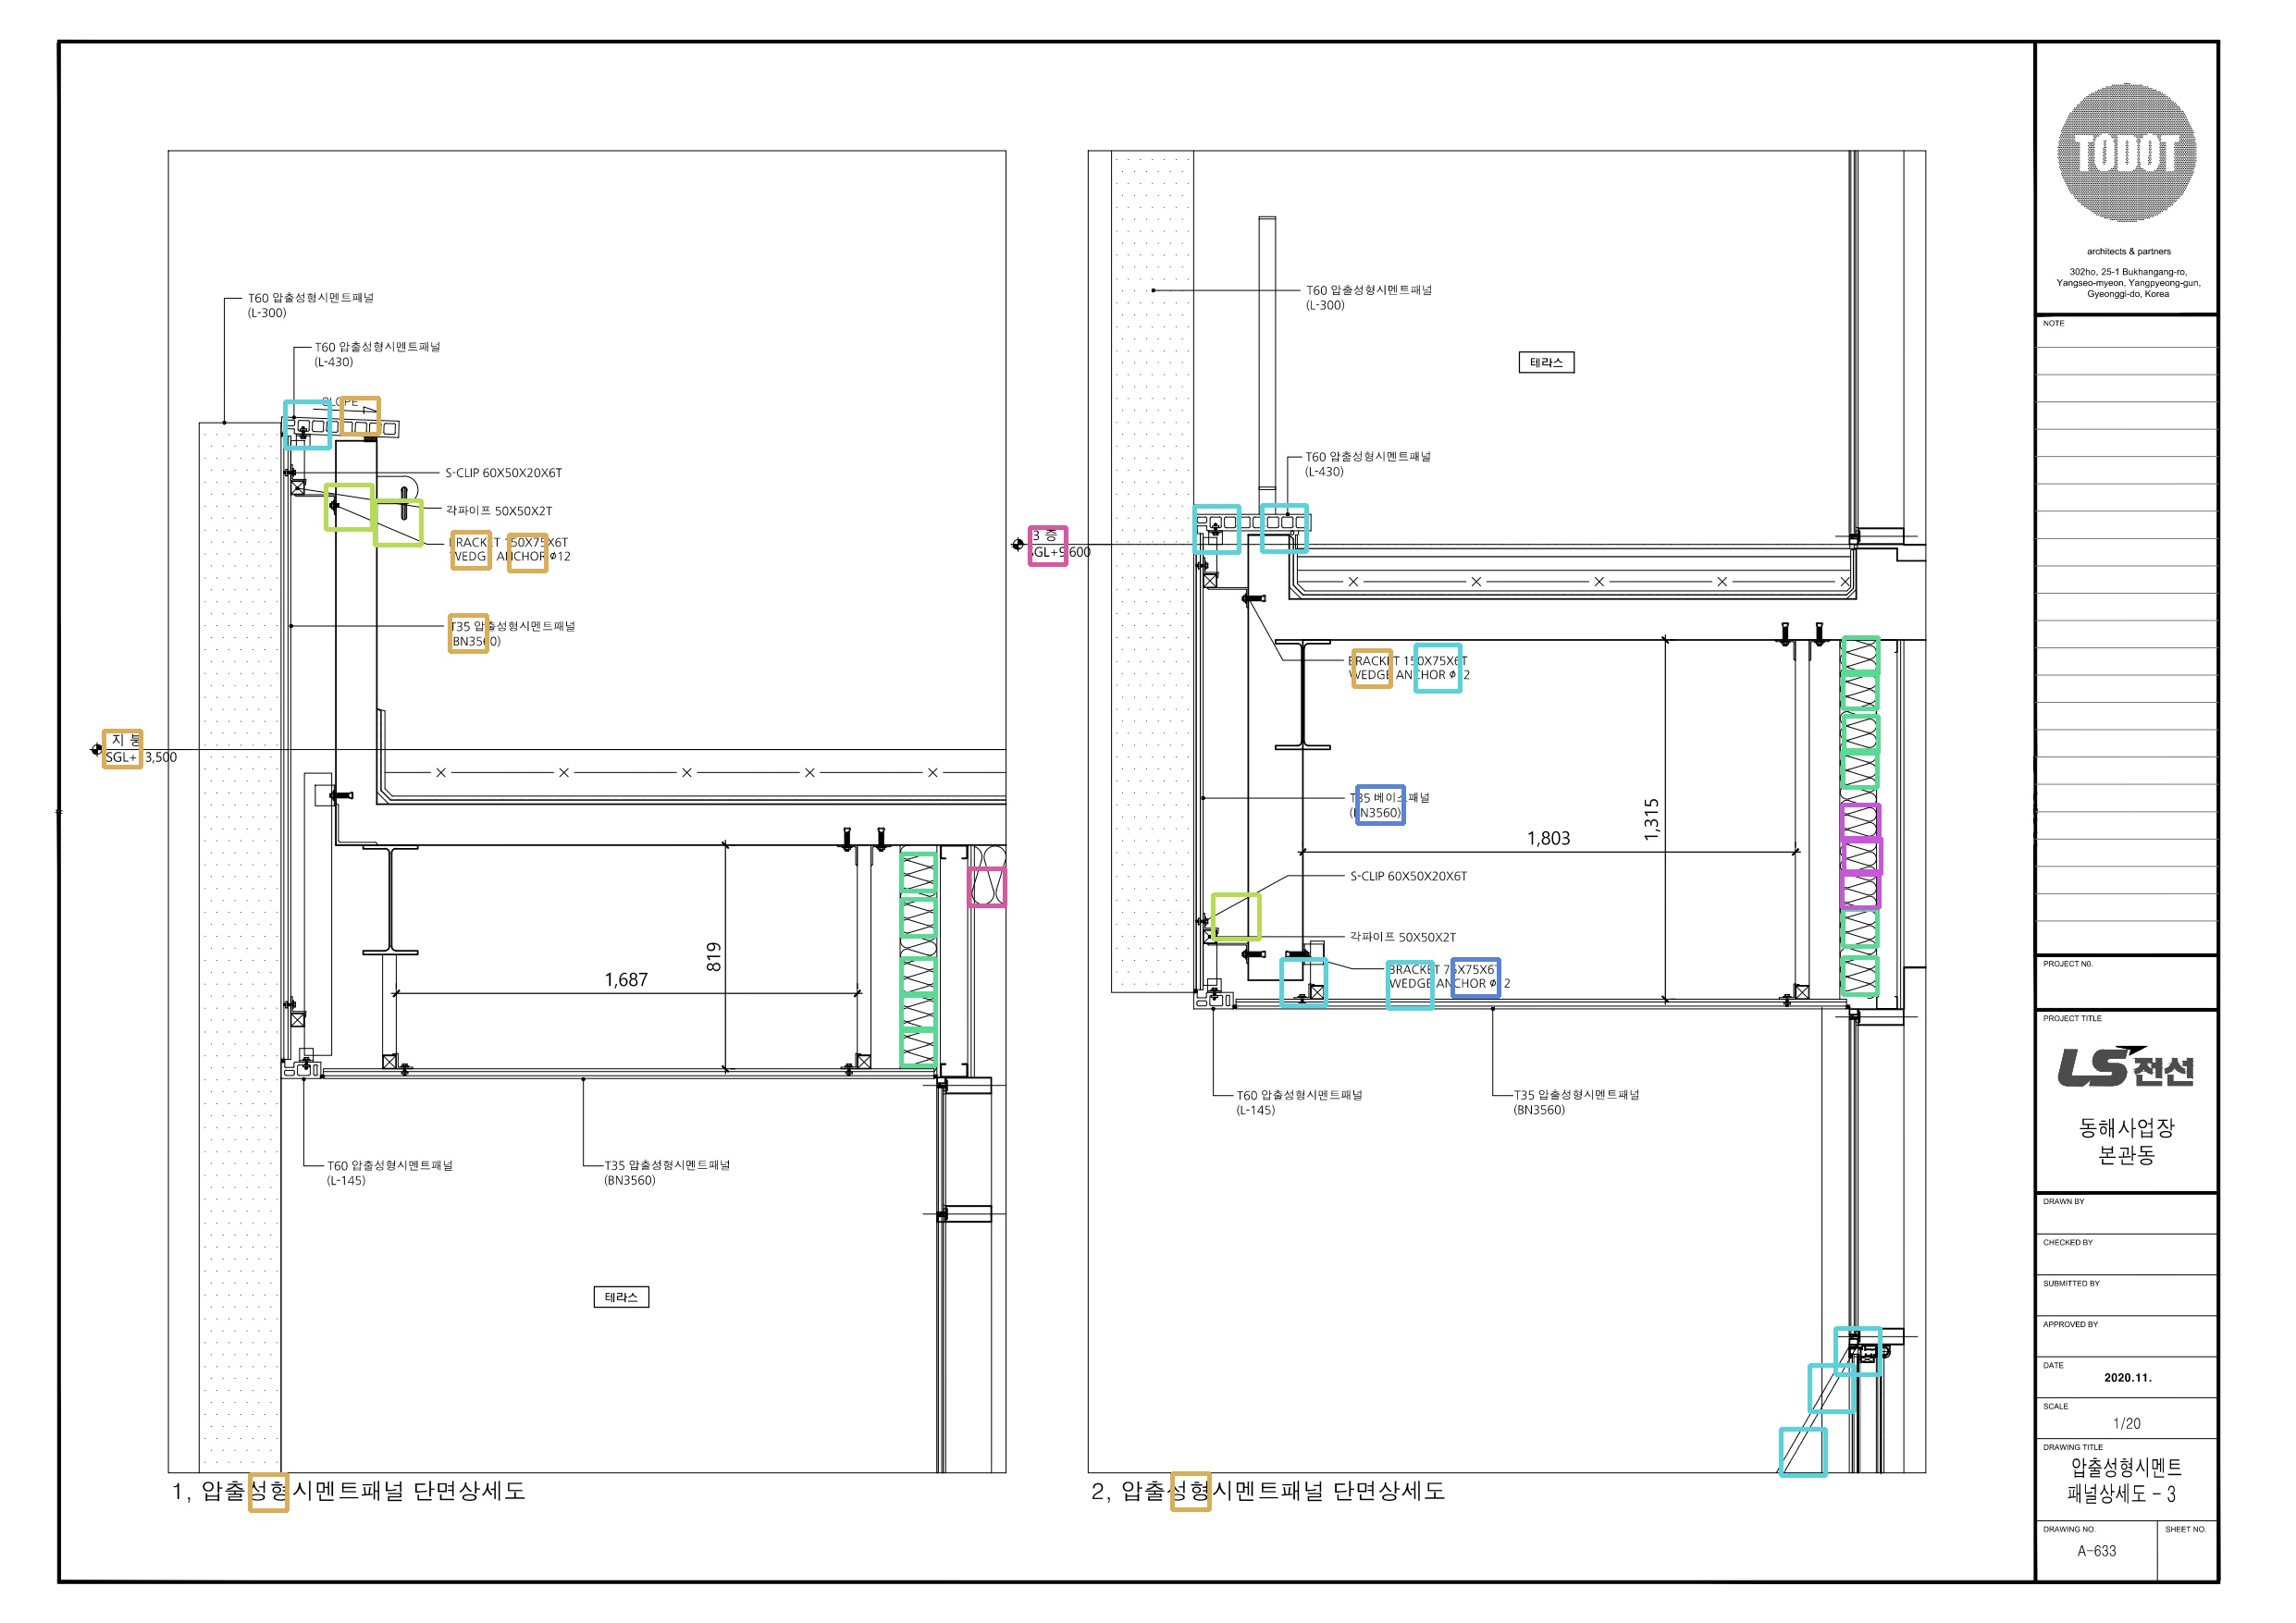 T60 압출성형시멘트패널
(L-300)
T60 압출성형시멘트패널
(L-430)
SLOPE
S-CLIP 60X50X20X6T
각파이프 50X50X2T
BRACKET 150X75X6T
WEDGE ANCHOR ø12
T35 압출성형시멘트패널
(BN3560)
지 붕
SGL+13,500
819
1,687
T60 압출성형시멘트패널
(L-145)
T35 압출성형시멘트패널
(BN3560)
테라스
1, 압출성형시멘트패널 단면상세도
T60 압출성형시멘트패널
(L-300)
테라스
T60 압출성형시멘트패널
(L-430)
3 층
SGL+9,600
BRACKET 150X75X6T
WEDGE ANCHOR ø12
T35 베이스패널
(BN3560)
1,315
1,803
S-CLIP 60X50X20X6T
각파이프 50X50X2T
BRACKET 75X75X6T
WEDGE ANCHOR ø12
T60 압출성형시멘트패널
(L-145)
T35 압출성형시멘트패널
(BN3560)
2, 압출성형시멘트패널 단면상세도
TODOT
architects & partners
302ho, 25-1 Bukhangang-ro,
Yangseo-myeon, Yangpyeong-gun,
Gyeonggi-do, Korea
NOTE
PROJECT N0.
PROJECT TITLE
LS전선
동해사업장
본관동
DRAWN BY
CHECKED BY
SUBMITTED BY
APPROVED BY
DATE
2020.11.
SCALE
1/20
DRAWING TITLE
압출성형시멘트
패널상세도 - 3
DRAWING NO.
SHEET NO.
A-633